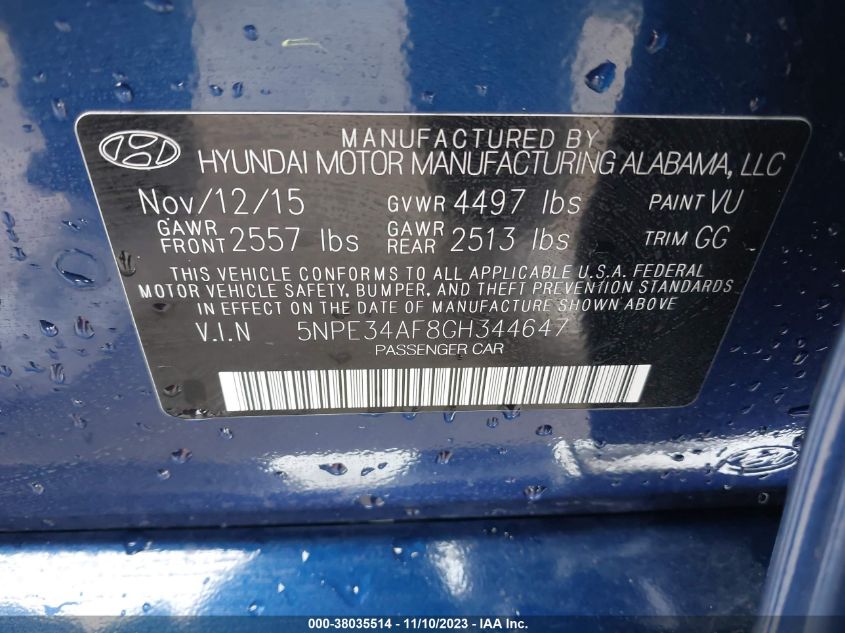 MANUFACTURED BY
HYUNDAI MOTOR MANUFACTURING ALABAMA, LLC
Nov/12/15 GVWR 4497 lbs PAINT VU
GAWR FRONT 2557 lbs GAWR REAR 2513 lbs TRIM GG
THIS VEHICLE CONFORMS TO ALL APPLICABLE U.S.A. FEDERAL
MOTOR VEHICLE SAFETY, BUMPER, AND THEFT PREVENTION STANDARDS
IN EFFECT ON THE DATE OF MANUFACTURE SHOWN ABOVE
V.I.N 5NPE34AF8GH344647
PASSENGER CAR
000-38035514 - 11/10/2023 - IAA Inc.